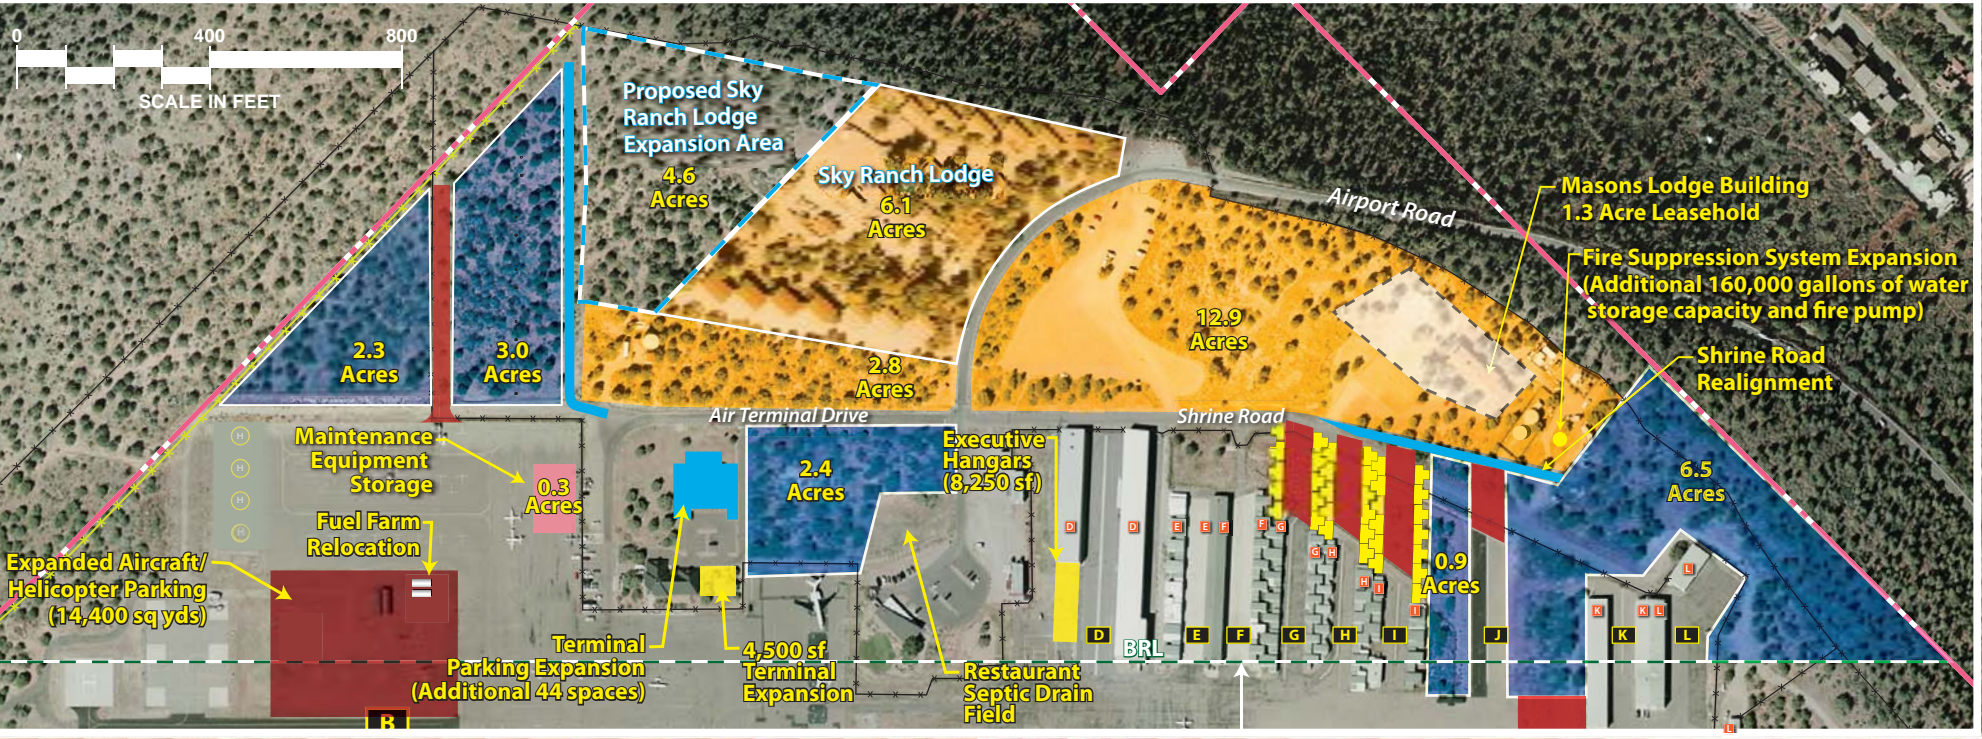 0 400 800
SCALE IN FEET
Proposed Sky
Ranch Lodge
Expansion Area
4.6
Acres
Sky Ranch Lodge
6.1
Acres
Airport Road
Masons Lodge Building
1.3 Acre Leasehold
Fire Suppression System Expansion
(Additional 160,000 gallons of water
storage capacity and fire pump)
Shrine Road
Realignment
2.3
Acres
3.0
Acres
2.8
Acres
12.9
Acres
Air Terminal Drive
Shrine Road
Maintenance
Equipment
Storage
0.3
Acres
2.4
Acres
Executive
Hangars
(8,250 sf)
6.5
Acres
0.9
Acres
Fuel Farm
Relocation
Expanded Aircraft/
Helicopter Parking
(14,400 sq yds)
Terminal
Parking Expansion
(Additional 44 spaces)
4,500 sf
Terminal
Expansion
Restaurant
Septic Drain
Field
BRL
H
H
H
H
D D E E F F G
G H
H I
I
L
K K L
L
D E F G H I J K L
B